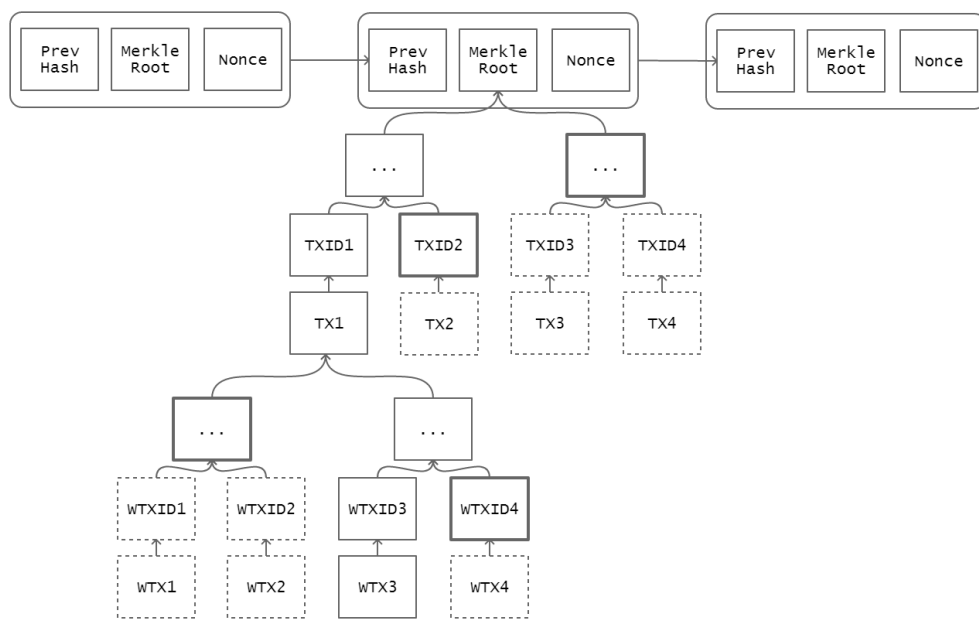 Prev
Hash
Merkle
Root
Nonce
Prev
Hash
Merkle
Root
Nonce
Prev
Hash
Merkle
Root
Nonce
...
...
TXID1
TXID2
TXID3
TXID4
TX1
TX2
TX3
TX4
...
...
WTXID1
WTXID2
WTXID3
WTXID4
WTX1
WTX2
WTX3
WTX4